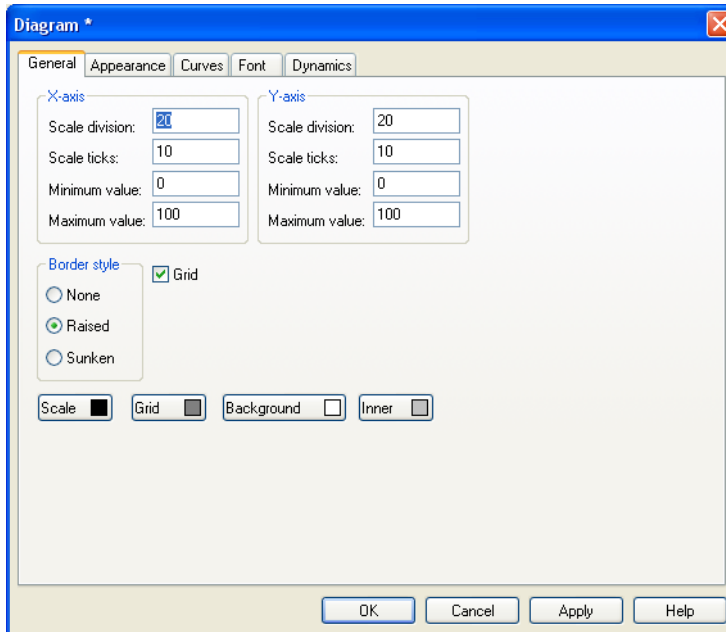 Diagram *
General Appearance Curves Font Dynamics
X-axis Y-axis
Scale division: 20 Scale division: 20
Scale ticks: 10 Scale ticks: 10
Minimum value: 0 Minimum value: 0
Maximum value: 100 Maximum value: 100
Border style
Grid
None
Raised
Sunken
Scale Grid Background Inner
OK Cancel Apply Help